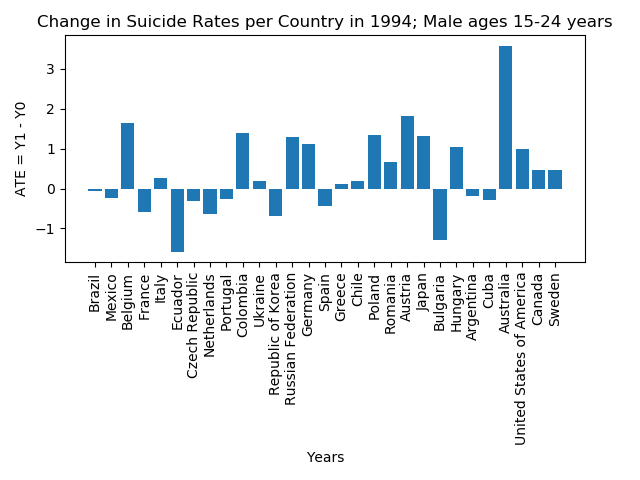 Change in Suicide Rates per Country in 1994; Male ages 15-24 years
ATE = Y1 - Y0
3
2
1
0
−1
Brazil
Mexico
Belgium
France
Italy
Ecuador
Czech Republic
Netherlands
Portugal
Colombia
Ukraine
Republic of Korea
Russian Federation
Germany
Spain
Greece
Chile
Poland
Romania
Austria
Japan
Bulgaria
Hungary
Argentina
Cuba
Australia
United States of America
Canada
Sweden
Years